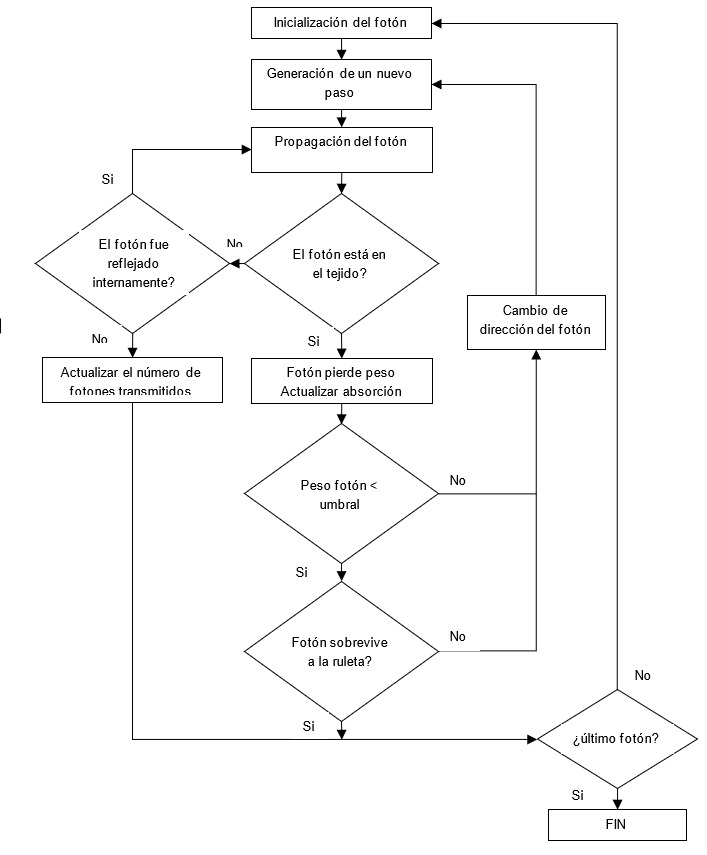 Inicialización del fotón
Generación de un nuevo
paso
Propagación del fotón
Si
El fotón fue
reflejado
internamente?
No
El fotón está en
el tejido?
Cambio de
dirección del fotón
No
Si
Actualizar el número de
fotones transmitidos
Fotón pierde peso
Actualizar absorción
Peso fotón <
umbral
No
Si
Fotón sobrevive
a la ruleta?
No
Si
No
¿último fotón?
Si
FIN